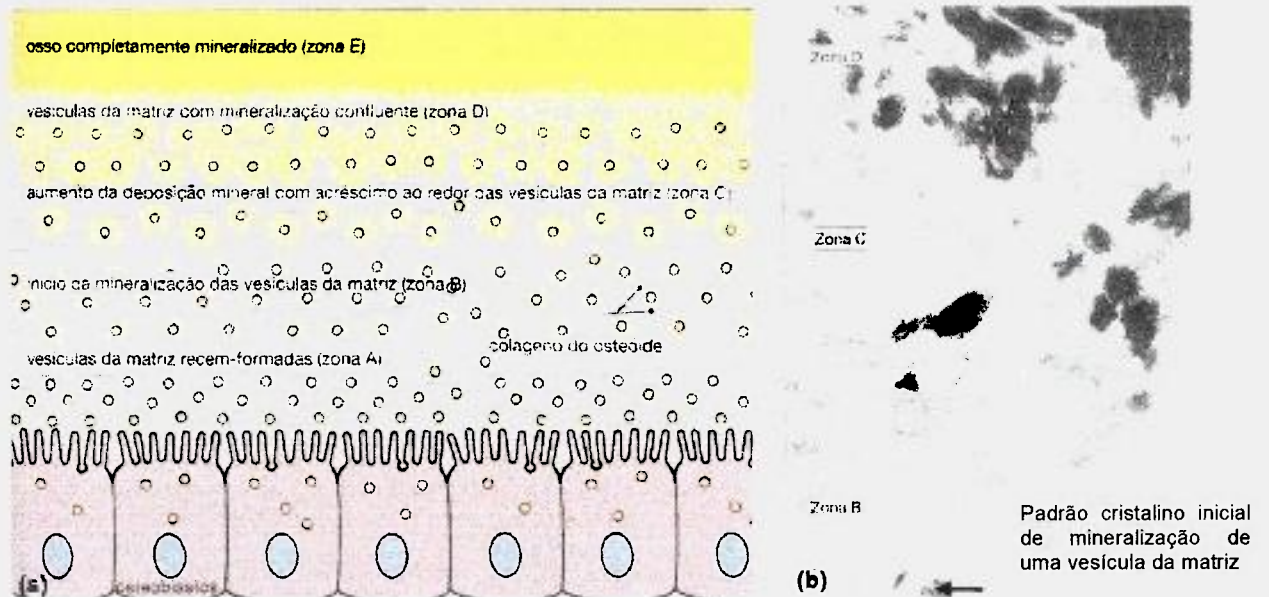 osso completamente mineralizado (zona E)
vesículas da matriz com mineralização confluente (zona D)
aumento da deposição mineral com acréscimo ao redor das vesículas da matriz (zona C)
início da mineralização das vesículas da matriz (zona B)
colágeno do osteoide
vesículas da matriz recem-formadas (zona A)
(a)
osteoblastos
Zona D
Zona C
Zona B
(b)
Padrão cristalino inicial
de mineralização de
uma vesícula da matriz